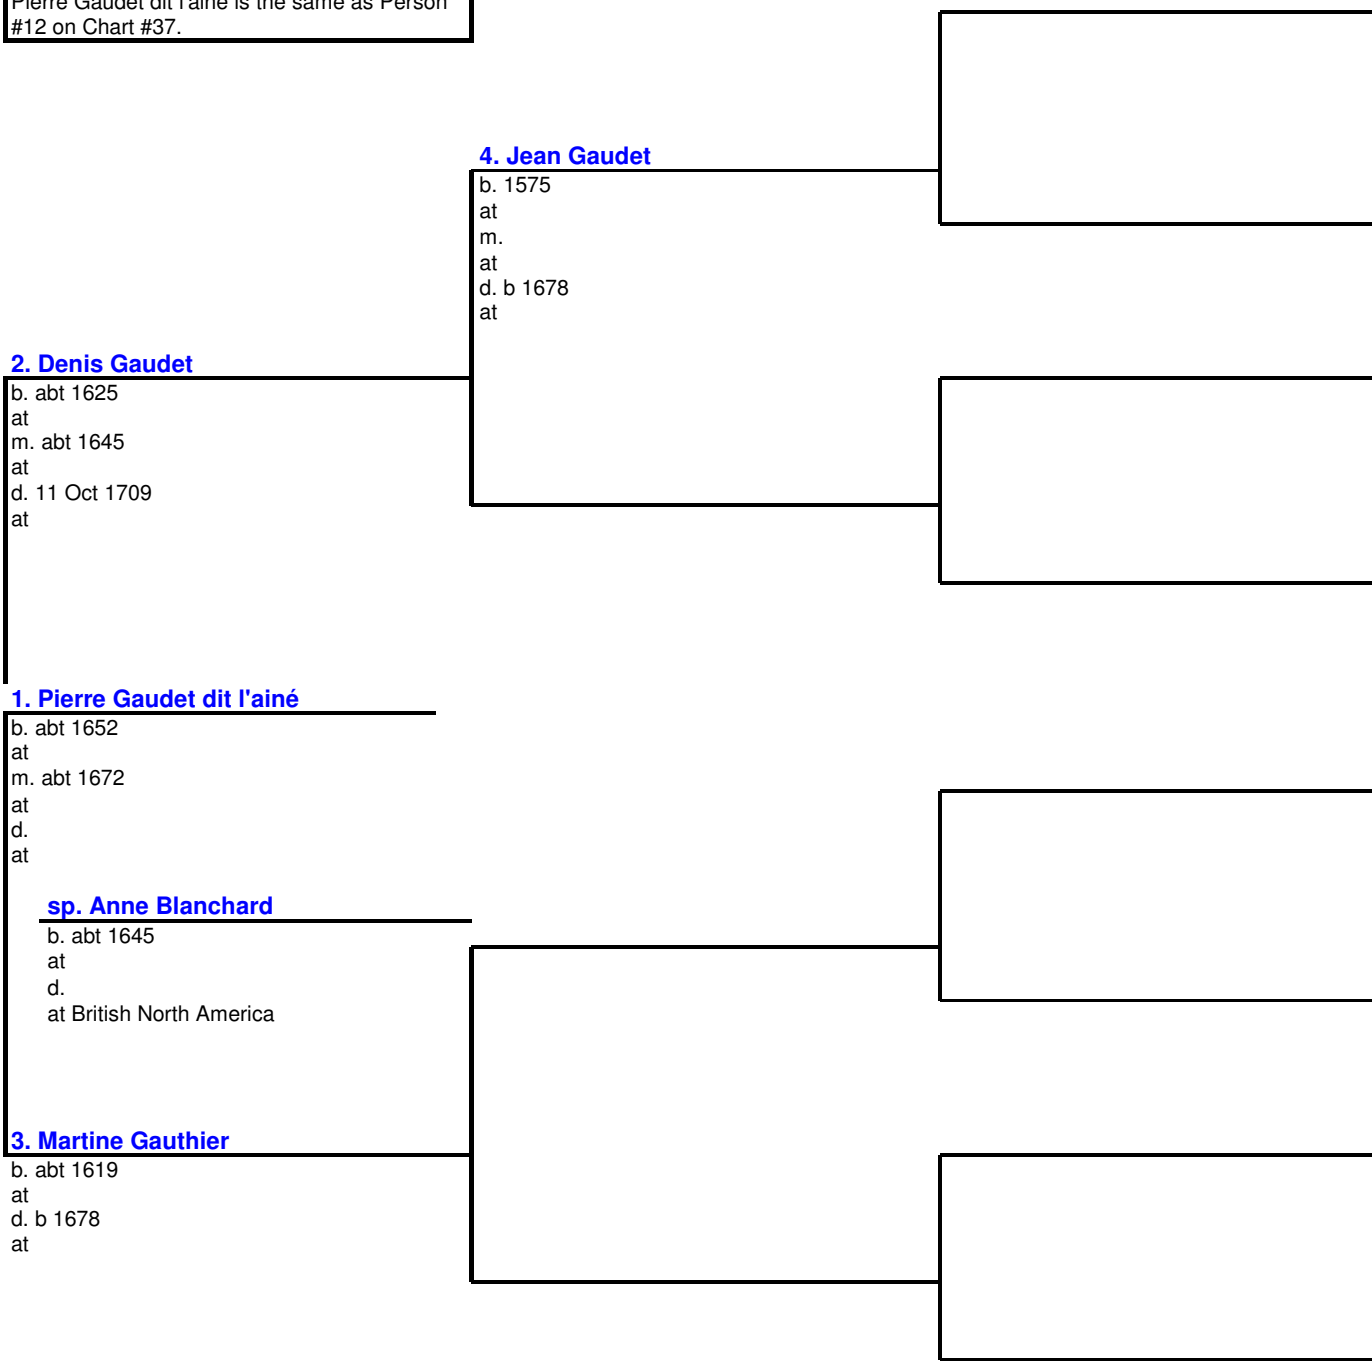 Pierre Gaudet dit l'ainé is the same as Person
#12 on Chart #37.
4. Jean Gaudet
b. 1575
at
m.
at
d. b 1678
at
2. Denis Gaudet
b. abt 1625
at
m. abt 1645
at
d. 11 Oct 1709
at
1. Pierre Gaudet dit l'ainé
b. abt 1652
at
m. abt 1672
at
d.
at
sp. Anne Blanchard
b. abt 1645
at
d.
at British North America
3. Martine Gauthier
b. abt 1619
at
d. b 1678
at